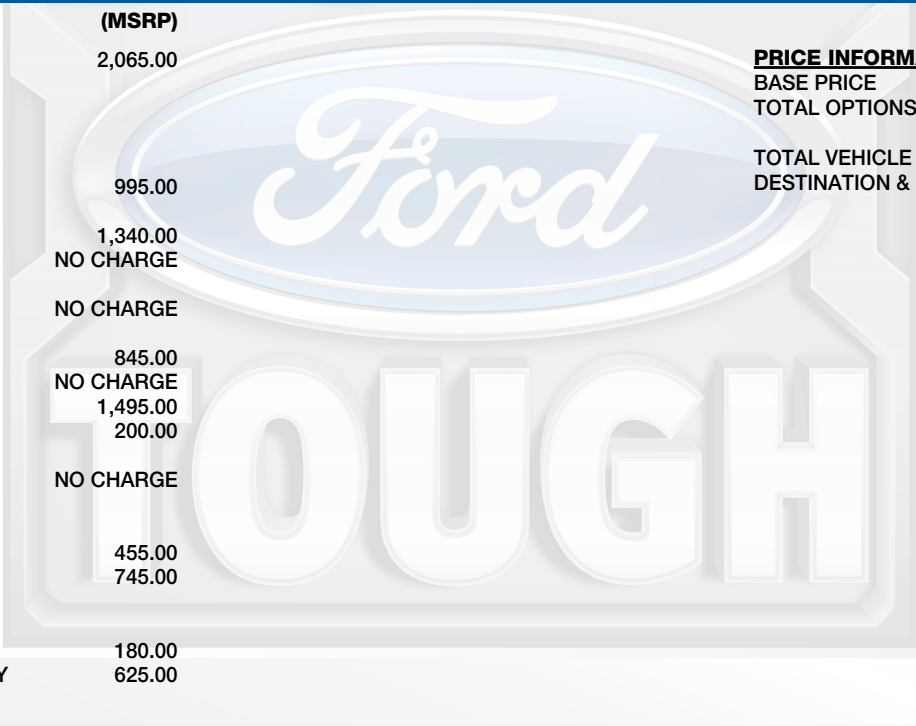 (MSRP)
2,065.00
995.00
1,340.00
NO CHARGE
NO CHARGE
845.00
NO CHARGE
1,495.00
200.00
NO CHARGE
455.00
745.00
180.00
Y 625.00
PRICE INFORMA
BASE PRICE
TOTAL OPTIONS
TOTAL VEHICLE
DESTINATION &
Ford
TOUGH